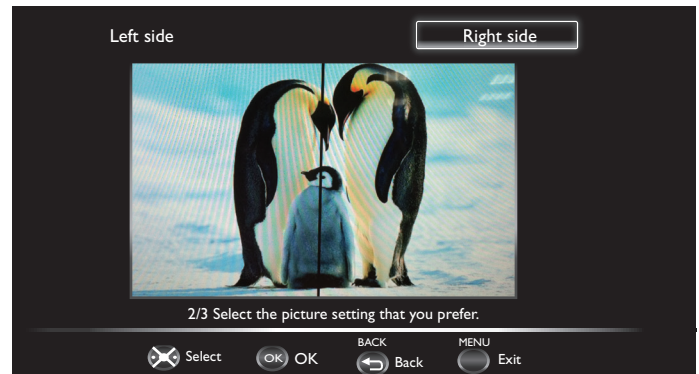 Left side
Right side
2/3 Select the picture setting that you prefer.
Select
OK OK
BACK
Back
MENU
Exit